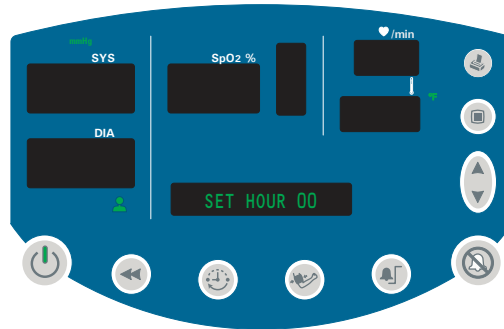 mmHg
SYS
SpO2 %
/min
°F
DIA
SET HOUR 00